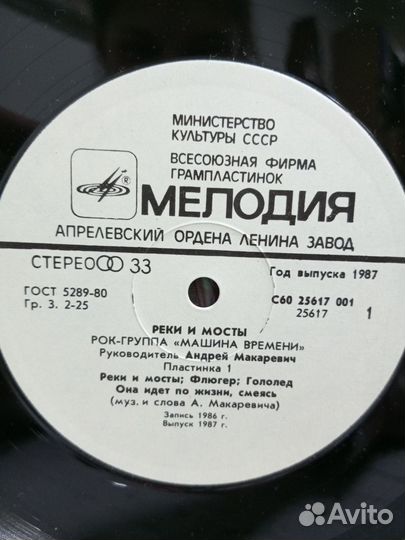 МИНИСТЕРСТВО
КУЛЬТУРЫ СССР
ВСЕСОЮЗНАЯ ФИРМА
ГРАМПЛАСТИНОК
®
МЕЛОДИЯ
АПРЕЛЕВСКИЙ ОРДЕНА ЛЕНИНА ЗАВОД
СТЕРЕО 33
Год выпуска 1987
ГОСТ 5289-80
Гр. 3. 2-25
С60 25617 001
25617 1
РЕКИ И МОСТЫ
РОК-ГРУППА «МАШИНА ВРЕМЕНИ»
Руководитель Андрей Макаревич
Пластинка 1
Реки и мосты; Флюгер; Гололед
Она идет по жизни, смеясь
(муз. и слова А. Макаревича)
Запись 1986 г.
Выпуск 1987 г.
Avito